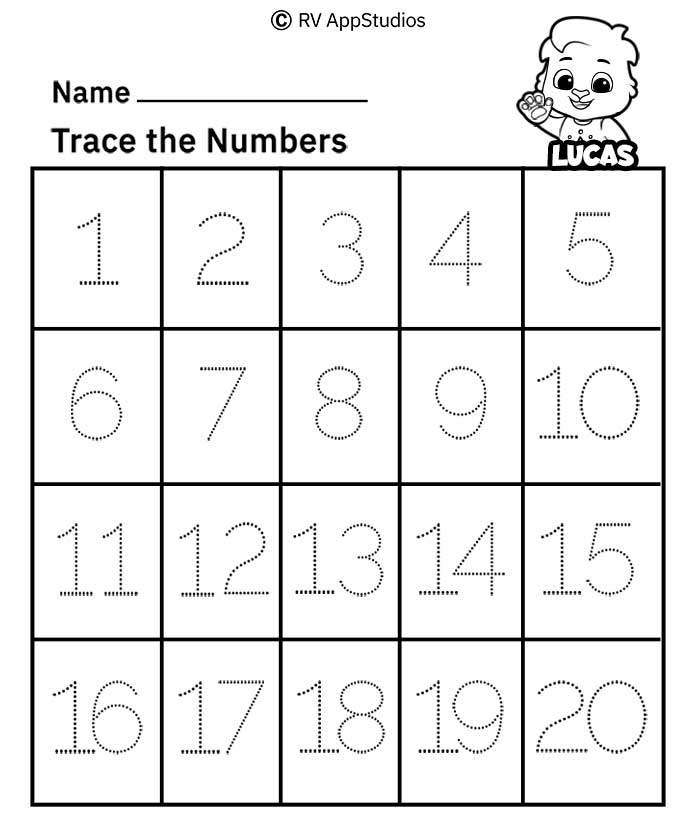 © RV AppStudios
Name
Trace the Numbers
LUCAS
1 2 3 4 5
6 7 8 9 10
11 12 13 14 15
16 17 18 19 20